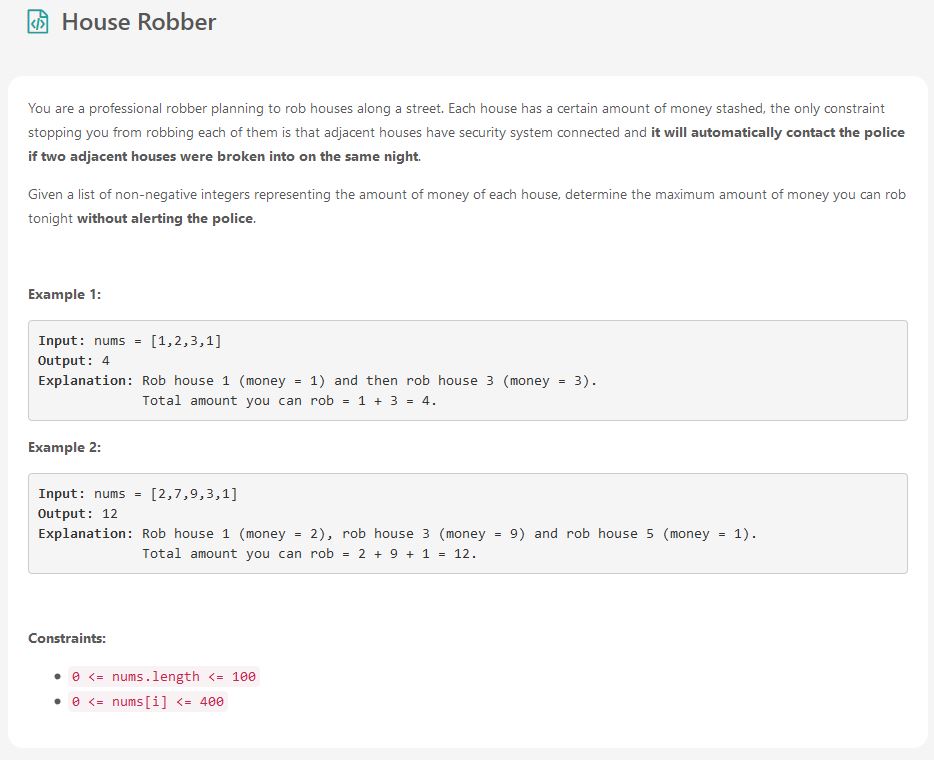 House Robber
You are a professional robber planning to rob houses along a street. Each house has a certain amount of money stashed, the only constraint
stopping you from robbing each of them is that adjacent houses have security system connected and it will automatically contact the police
if two adjacent houses were broken into on the same night.
Given a list of non-negative integers representing the amount of money of each house, determine the maximum amount of money you can rob
tonight without alerting the police.
Example 1:
Input: nums = [1,2,3,1]
Output: 4
Explanation: Rob house 1 (money = 1) and then rob house 3 (money = 3).
Total amount you can rob = 1 + 3 = 4.
Example 2:
Input: nums = [2,7,9,3,1]
Output: 12
Explanation: Rob house 1 (money = 2), rob house 3 (money = 9) and rob house 5 (money = 1).
Total amount you can rob = 2 + 9 + 1 = 12.
Constraints:
0 <= nums.length <= 100
0 <= nums[i] <= 400